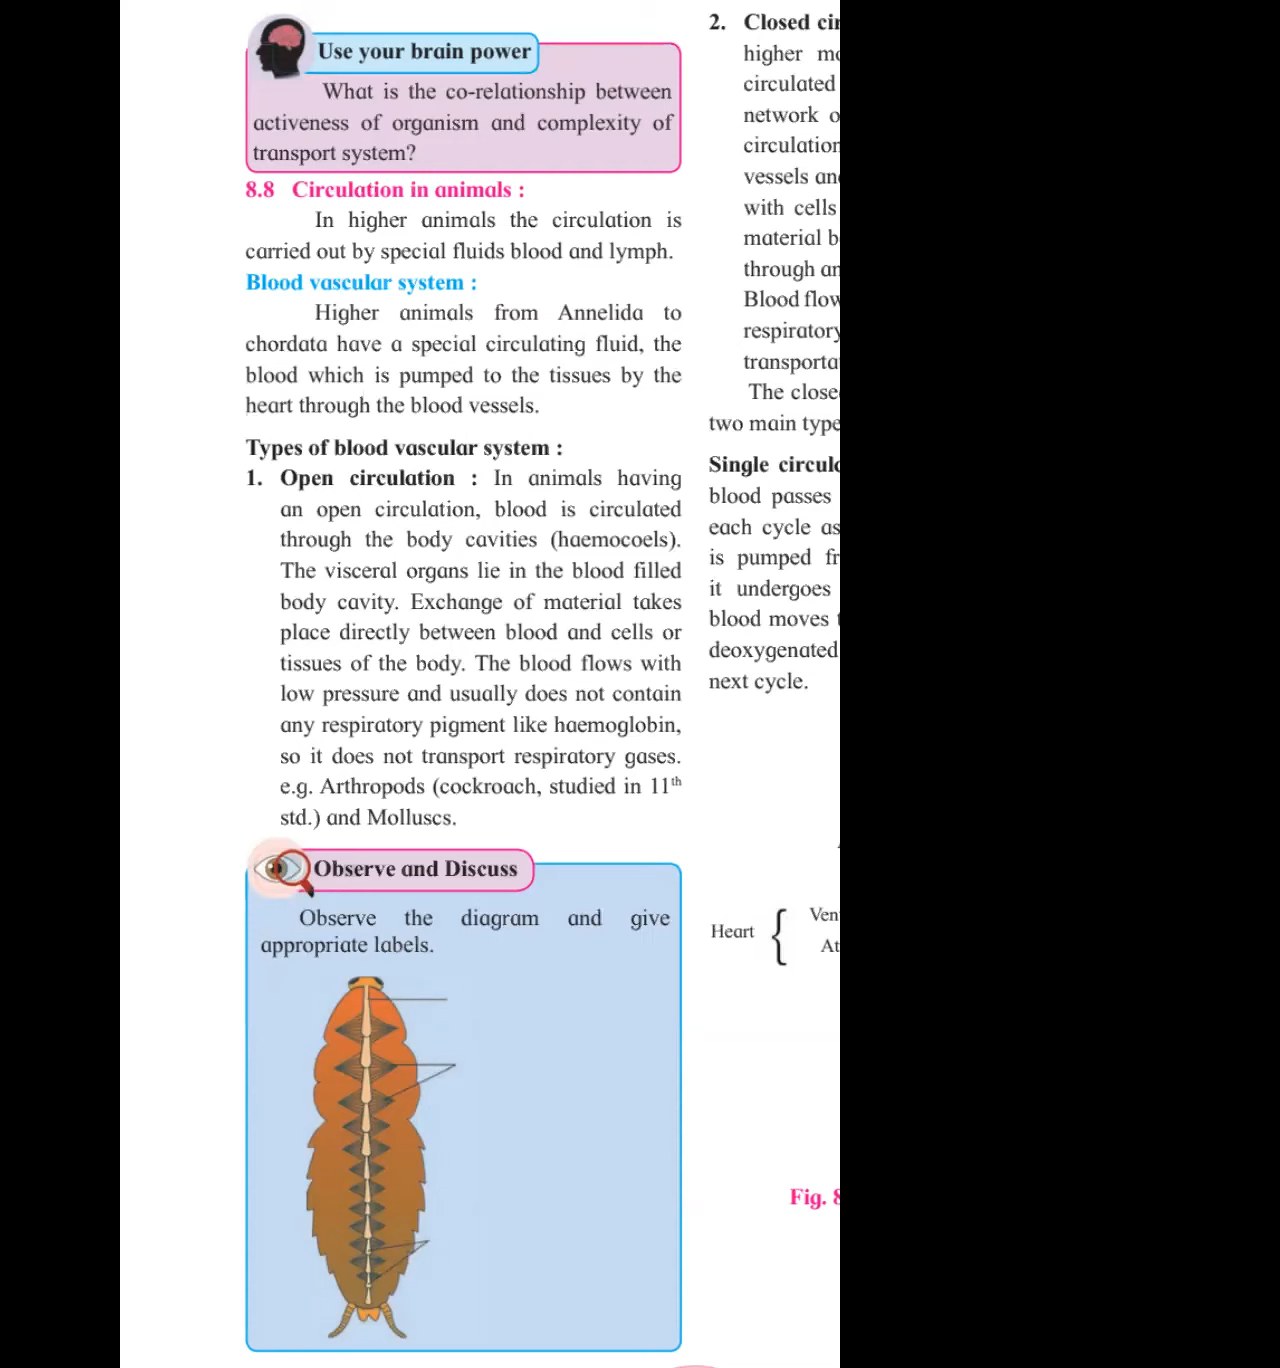 Use your brain power
What is the co-relationship between
activeness of organism and complexity of
transport system?
8.8 Circulation in animals :
In higher animals the circulation is
carried out by special fluids blood and lymph.
Blood vascular system :
Higher animals from Annelida to
chordata have a special circulating fluid, the
blood which is pumped to the tissues by the
heart through the blood vessels.
Types of blood vascular system :
1. Open circulation : In animals having
an open circulation, blood is circulated
through the body cavities (haemocoels).
The visceral organs lie in the blood filled
body cavity. Exchange of material takes
place directly between blood and cells or
tissues of the body. The blood flows with
low pressure and usually does not contain
any respiratory pigment like haemoglobin,
so it does not transport respiratory gases.
e.g. Arthropods (cockroach, studied in 11th
std.) and Molluscs.
Observe and Discuss
Observe the diagram and give
appropriate labels.
2. Closed
higher
circulated
network
vessels
with cells
material
through
Blood
respiratory
The
two main
Single
blood passes
each cycle as
is pumped
it undergoes
blood moves
deoxygenated
next cycle.
Heart {
Fig.